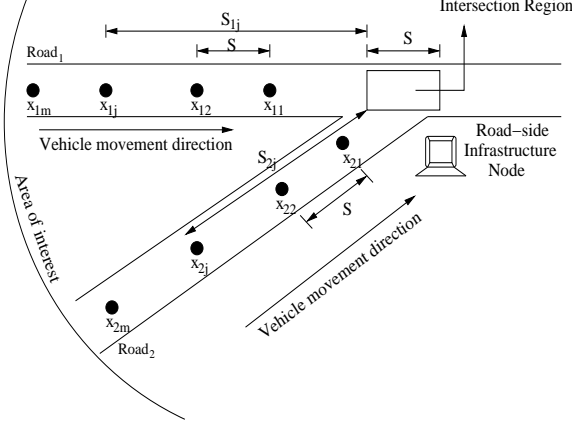 Intersection Region
S₁ⱼ
S
S
Road₁
x₁ₘ
x₁ⱼ
x₁₂
x₁₁
Vehicle movement direction
Road−side
Infrastructure
Node
S₂ⱼ
x₂₁
x₂₂
S
x₂ⱼ
Area of interest
Vehicle movement direction
x₂ₘ
Road₂